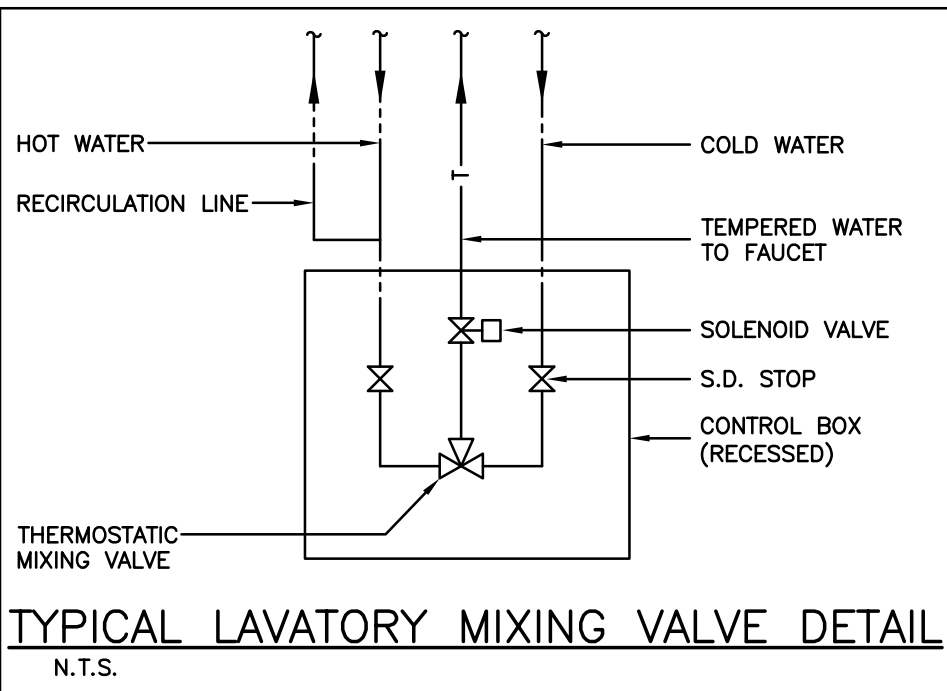 HOT WATER
RECIRCULATION LINE
COLD WATER
T
TEMPERED WATER
TO FAUCET
SOLENOID VALVE
S.D. STOP
CONTROL BOX
(RECESSED)
THERMOSTATIC
MIXING VALVE
TYPICAL LAVATORY MIXING VALVE DETAIL
N.T.S.